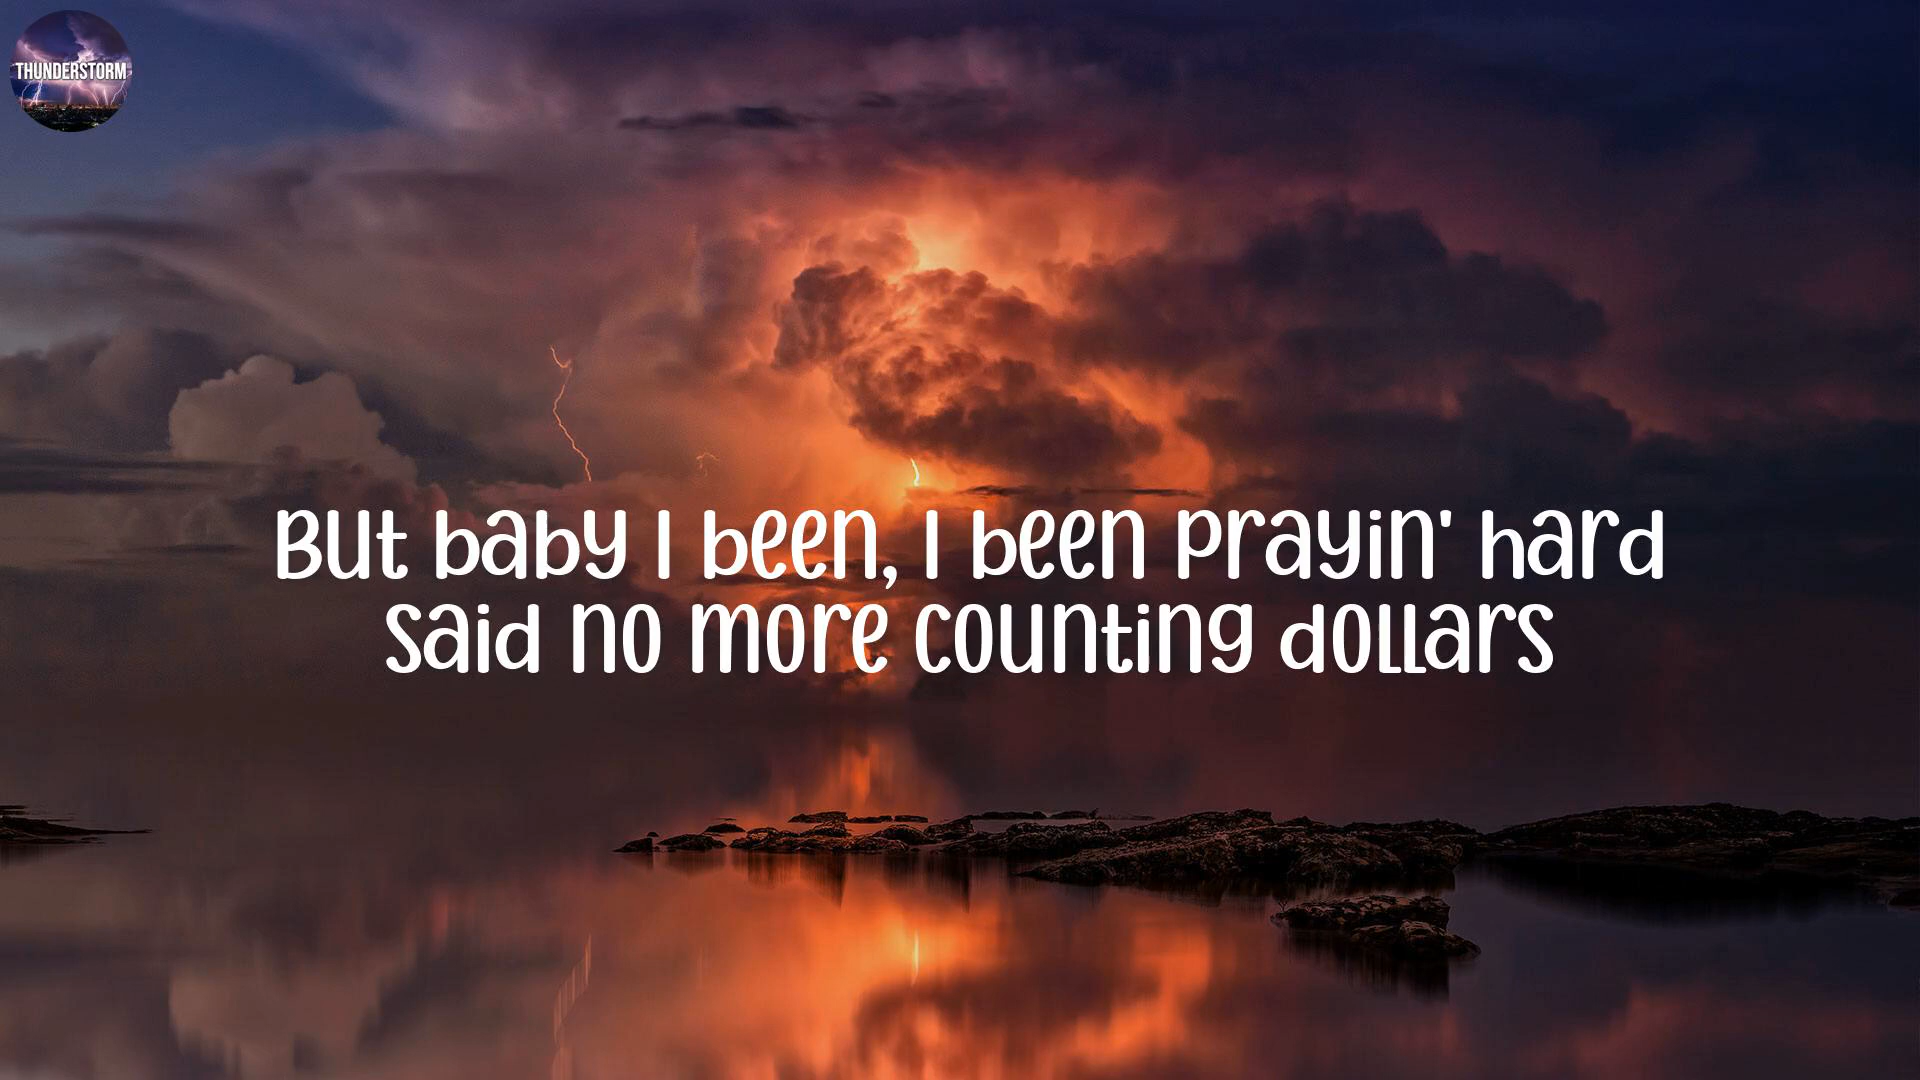 THUNDERSTORM
But baby I been, I been prayin' hard
said no more counting dollars